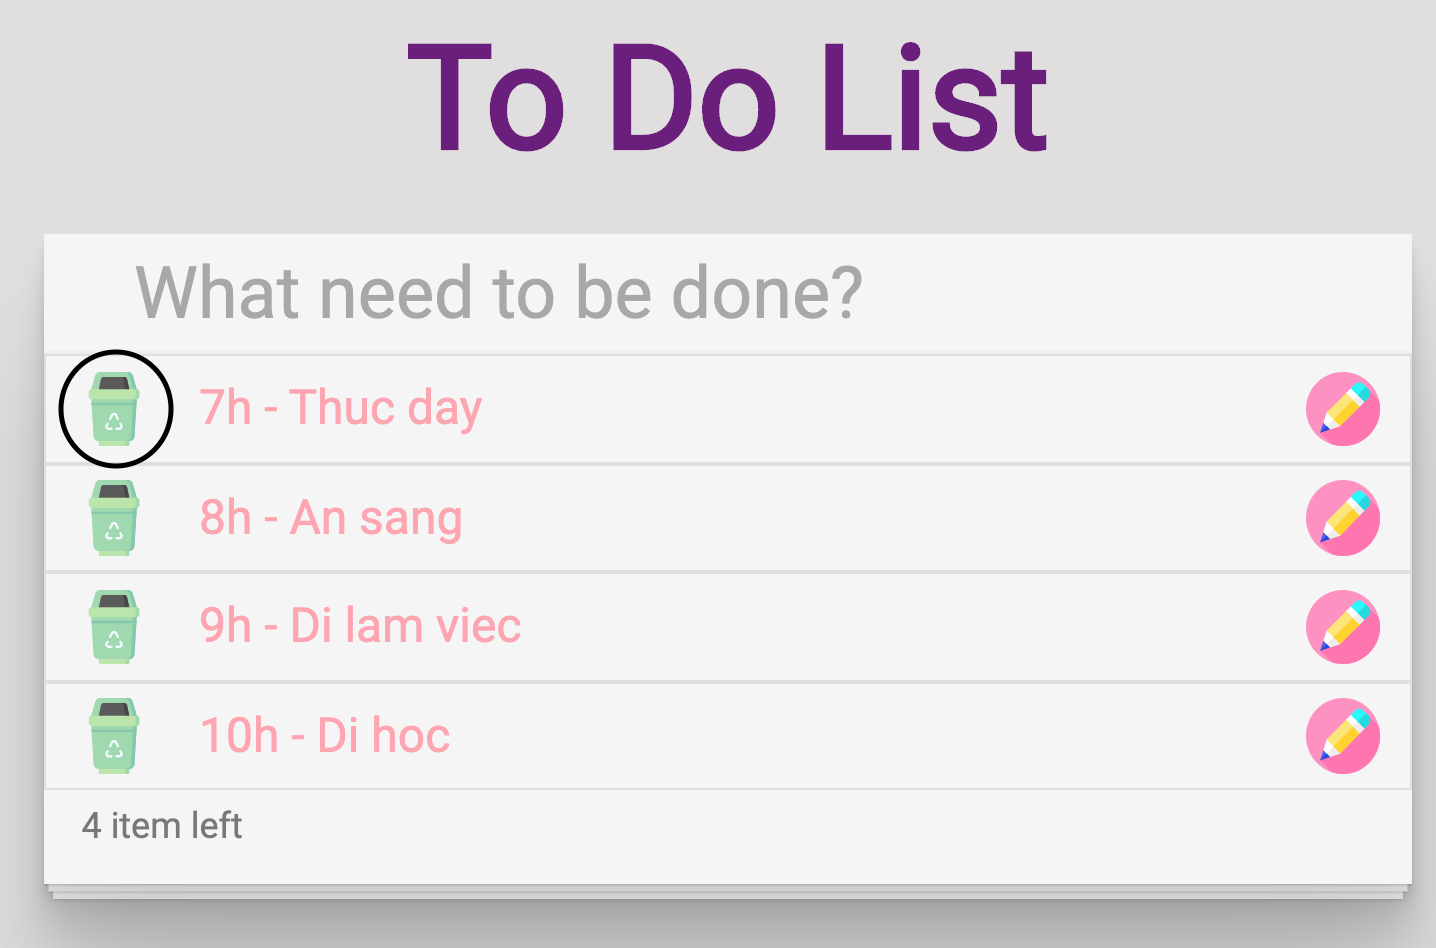 To Do List
What need to be done?
7h - Thuc day
8h - An sang
9h - Di lam viec
10h - Di hoc
4 item left